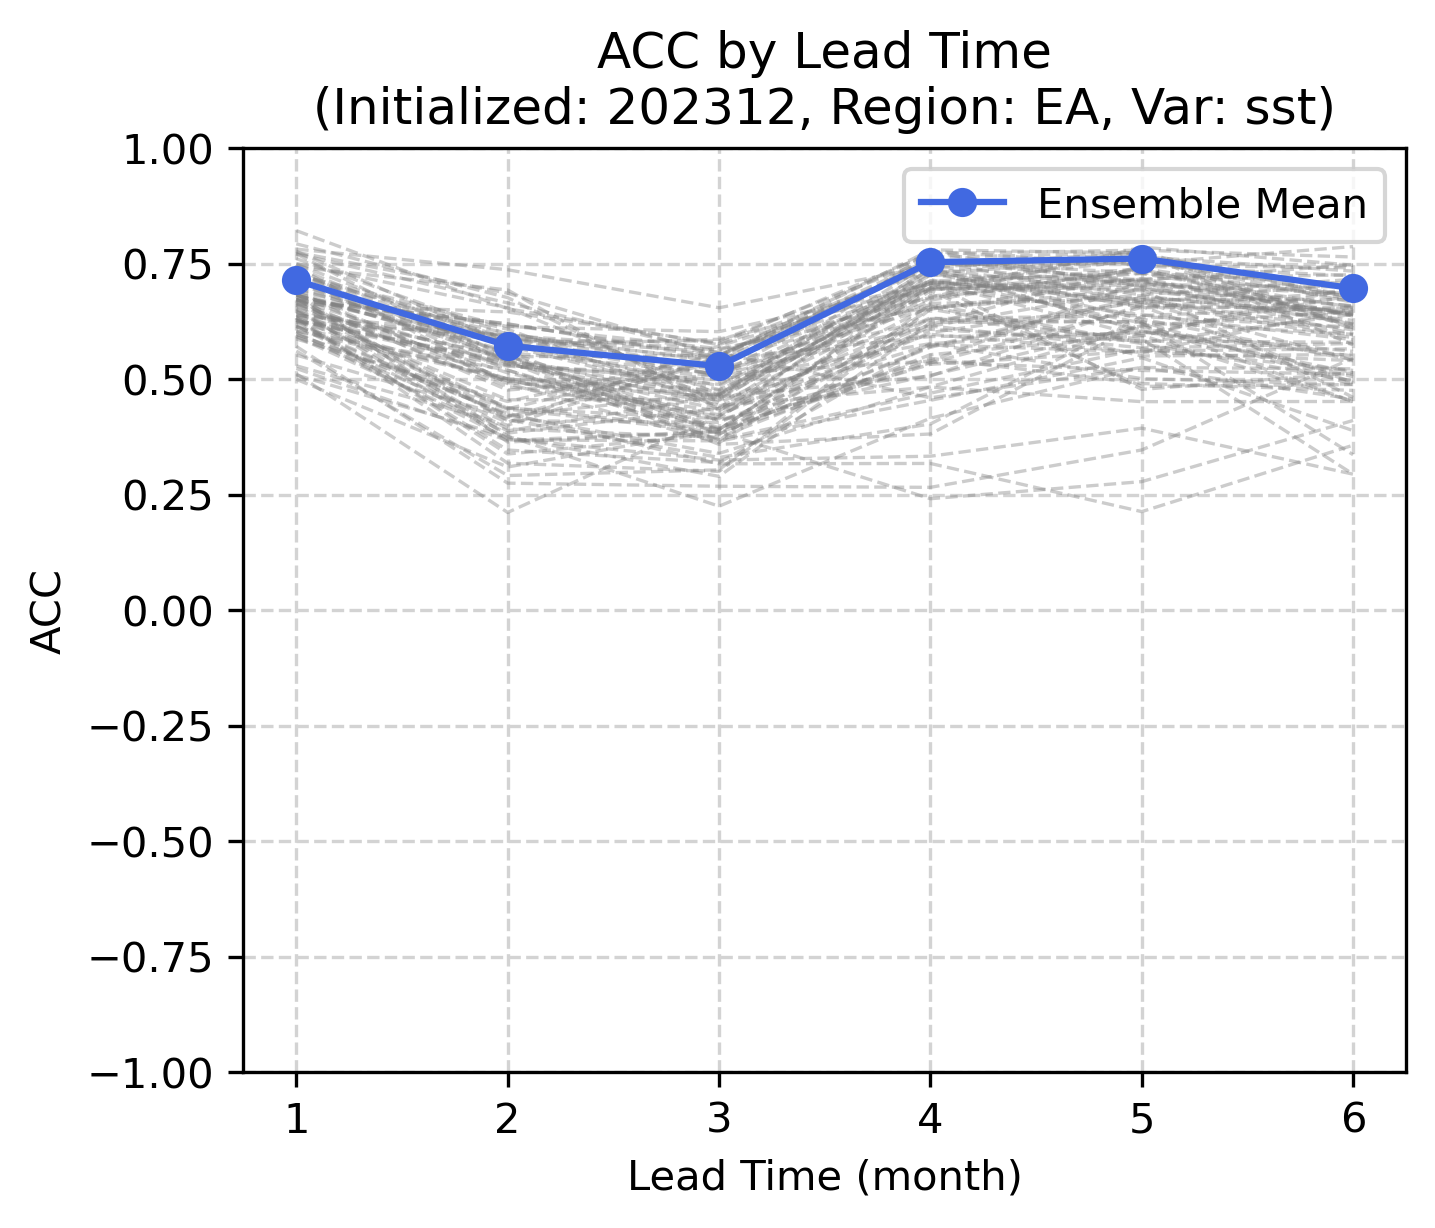 ACC by Lead Time
(Initialized: 202312, Region: EA, Var: sst)
Ensemble Mean
1.00
0.75
0.50
0.25
0.00
−0.25
−0.50
−0.75
−1.00
ACC
1 2 3 4 5 6
Lead Time (month)